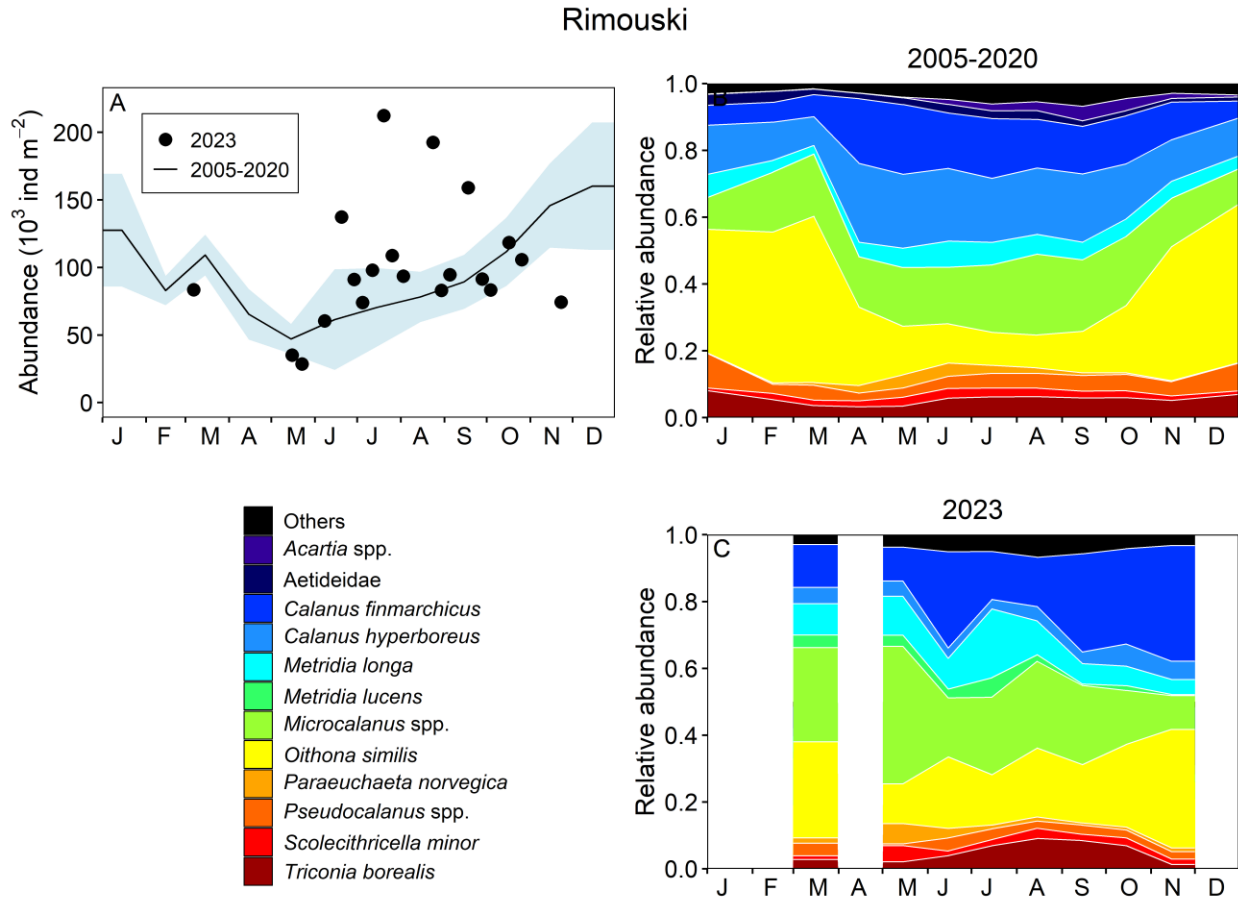 Rimouski
A
2023
2005-2020
Abundance (10³ ind m⁻²)
200
150
100
50
0
J F M A M J J A S O N D
2005-2020
B
Relative abundance
1.0
0.8
0.6
0.4
0.2
0.0
J F M A M J J A S O N D
Others
Acartia spp.
Aetideidae
Calanus finmarchicus
Calanus hyperboreus
Metridia longa
Metridia lucens
Microcalanus spp.
Oithona similis
Paraeuchaeta norvegica
Pseudocalanus spp.
Scolecithricella minor
Triconia borealis
2023
C
Relative abundance
1.0
0.8
0.6
0.4
0.2
0.0
J F M A M J J A S O N D